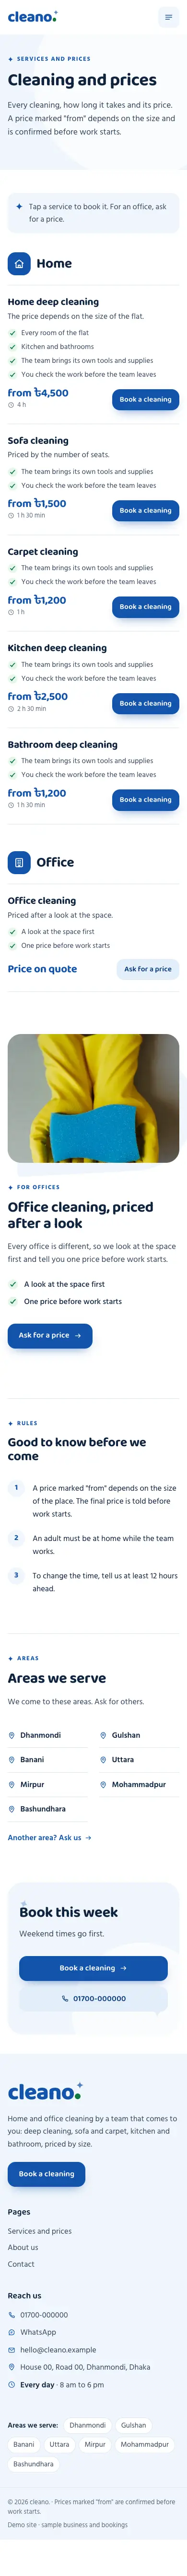 cleano.
SERVICES AND PRICES
Cleaning and prices
Every cleaning, how long it takes and its price.
A price marked "from" depends on the size and
is confirmed before work starts.
Tap a service to book it. For an office, ask
for a price.
Home
Home deep cleaning
The price depends on the size of the flat.
Every room of the flat
Kitchen and bathrooms
The team brings its own tools and supplies
You check the work before the team leaves
from ৳4,500
4 h
Book a cleaning
Sofa cleaning
Priced by the number of seats.
The team brings its own tools and supplies
You check the work before the team leaves
from ৳1,500
1 h 30 min
Book a cleaning
Carpet cleaning
The team brings its own tools and supplies
You check the work before the team leaves
from ৳1,200
1 h
Book a cleaning
Kitchen deep cleaning
The team brings its own tools and supplies
You check the work before the team leaves
from ৳2,500
2 h 30 min
Book a cleaning
Bathroom deep cleaning
The team brings its own tools and supplies
You check the work before the team leaves
from ৳1,200
1 h 30 min
Book a cleaning
Office
Office cleaning
Priced after a look at the space.
A look at the space first
One price before work starts
Price on quote
Ask for a price
FOR OFFICES
Office cleaning, priced
after a look
Every office is different, so we look at the space
first and tell you one price before work starts.
A look at the space first
One price before work starts
Ask for a price →
RULES
Good to know before we
come
1 A price marked "from" depends on the size
of the place. The final price is told before
work starts.
2 An adult must be at home while the team
works.
3 To change the time, tell us at least 12 hours
ahead.
AREAS
Areas we serve
We come to these areas. Ask for others.
Dhanmondi
Gulshan
Banani
Uttara
Mirpur
Mohammadpur
Bashundhara
Another area? Ask us →
Book this week
Weekend times go first.
Book a cleaning →
01700-000000
cleano.
Home and office cleaning by a team that comes to
you: deep cleaning, sofa and carpet, kitchen and
bathroom, priced by size.
Book a cleaning
Pages
Services and prices
About us
Contact
Reach us
01700-000000
WhatsApp
hello@cleano.example
House 00, Road 00, Dhanmondi, Dhaka
Every day · 8 am to 6 pm
Areas we serve: Dhanmondi Gulshan
Banani Uttara Mirpur Mohammadpur
Bashundhara
© 2026 cleano. · Prices marked "from" are confirmed before
work starts.
Demo site · sample business and bookings